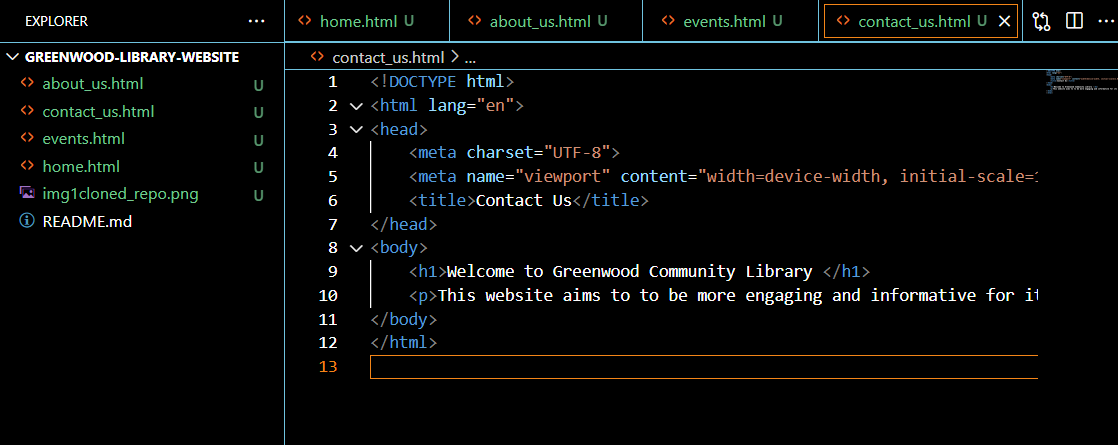 EXPLORER
GREENWOOD-LIBRARY-WEBSITE
about_us.html U
contact_us.html U
events.html U
home.html U
img1cloned_repo.png U
README.md
home.html U
about_us.html U
events.html U
contact_us.html U
contact_us.html > ...
1 <!DOCTYPE html>
2 <html lang="en">
3 <head>
4 <meta charset="UTF-8">
5 <meta name="viewport" content="width=device-width, initial-scale=1
6 <title>Contact Us</title>
7 </head>
8 <body>
9 <h1>Welcome to Greenwood Community Library </h1>
10 <p>This website aims to to be more engaging and informative for it
11 </body>
12 </html>
13